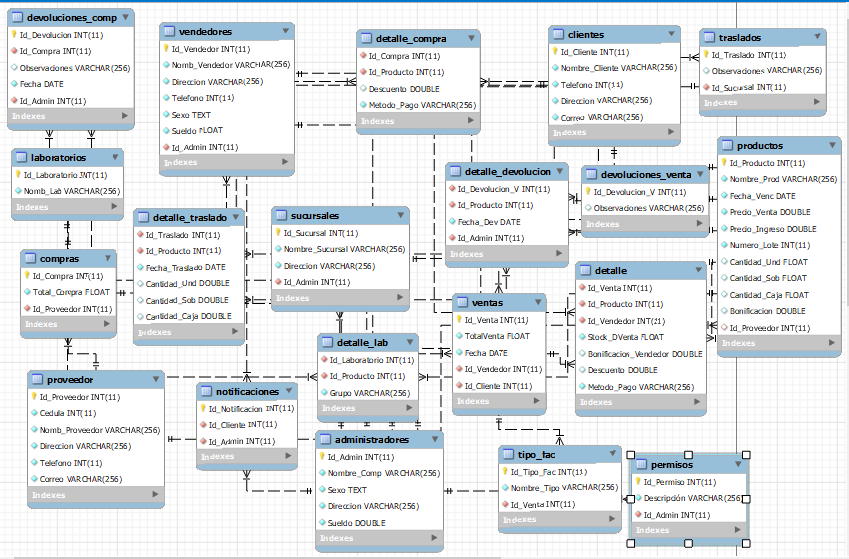 devoluciones_comp
Id_Devolucion INT(11)
Id_Compra INT(11)
Observaciones VARCHAR(256)
Fecha DATE
Id_Admin INT(11)
Indexes
vendedores
Id_Vendedor INT(11)
Nomb_Vendedor VARCHAR(256)
Direccion VARCHAR(256)
Telefono INT(11)
Sexo TEXT
Sueldo FLOAT
Id_Admin INT(11)
Indexes
detalle_compra
Id_Compra INT(11)
Id_Producto INT(11)
Descuento DOUBLE
Metodo_Pago VARCHAR(256)
Indexes
clientes
Id_Cliente INT(11)
Nombre_Cliente VARCHAR(256)
Telefono INT(11)
Direccion VARCHAR(256)
Correo VARCHAR(256)
Indexes
traslados
Id_Traslado INT(11)
Observaciones VARCHAR(256)
Id_Sucursal INT(11)
Indexes
laboratorios
Id_Laboratorio INT(11)
Nomb_Lab VARCHAR(256)
Indexes
detalle_devolucion
Id_Devolucion_V INT(11)
Id_Producto INT(11)
Fecha_Dev DATE
Id_Admin INT(11)
Indexes
devoluciones_venta
Id_Devolucion_V INT(11)
Observaciones VARCHAR(256)
Indexes
productos
Id_Producto INT(11)
Nombre_Prod VARCHAR(256)
Fecha_Venc DATE
Precio_Venta DOUBLE
Precio_Ingreso DOUBLE
Numero_Lote INT(11)
Cantidad_Und FLOAT
Cantidad_Sob FLOAT
Cantidad_Caja FLOAT
Bonificacion DOUBLE
Id_Proveedor INT(11)
Indexes
detalle_traslado
Id_Traslado INT(11)
Id_Producto INT(11)
Fecha_Traslado DATE
Cantidad_Und DOUBLE
Cantidad_Sob DOUBLE
Cantidad_Caja DOUBLE
Indexes
sucursales
Id_Sucursal INT(11)
Nombre_Sucursal VARCHAR(256)
Direccion VARCHAR(256)
Id_Admin INT(11)
Indexes
compras
Id_Compra INT(11)
Total_Compra FLOAT
Id_Proveedor INT(11)
Indexes
detalle
Id_Venta INT(11)
Id_Producto INT(11)
Id_Vendedor INT(11)
Stock_DVenta FLOAT
Bonificacion_Vendedor DOUBLE
Descuento DOUBLE
Metodo_Pago VARCHAR(256)
Indexes
ventas
Id_Venta INT(11)
TotalVenta FLOAT
Fecha DATE
Id_Vendedor INT(11)
Id_Cliente INT(11)
Indexes
detalle_lab
Id_Laboratorio INT(11)
Id_Producto INT(11)
Grupo VARCHAR(256)
Indexes
proveedor
Id_Proveedor INT(11)
Cedula INT(11)
Nomb_Proveedor VARCHAR(256)
Direccion VARCHAR(256)
Telefono INT(11)
Correo VARCHAR(256)
Indexes
notificaciones
Id_Notificacion INT(11)
Id_Cliente INT(11)
Id_Admin INT(11)
Indexes
administradores
Id_Admin INT(11)
Nombre_Comp VARCHAR(256)
Sexo TEXT
Direccion VARCHAR(256)
Sueldo DOUBLE
Indexes
tipo_fac
Id_Tipo_Fac INT(11)
Nombre_Tipo VARCHAR(256)
Id_Venta INT(11)
Indexes
permisos
Id_Permiso INT(11)
Descripción VARCHAR(256)
Id_Admin INT(11)
Indexes